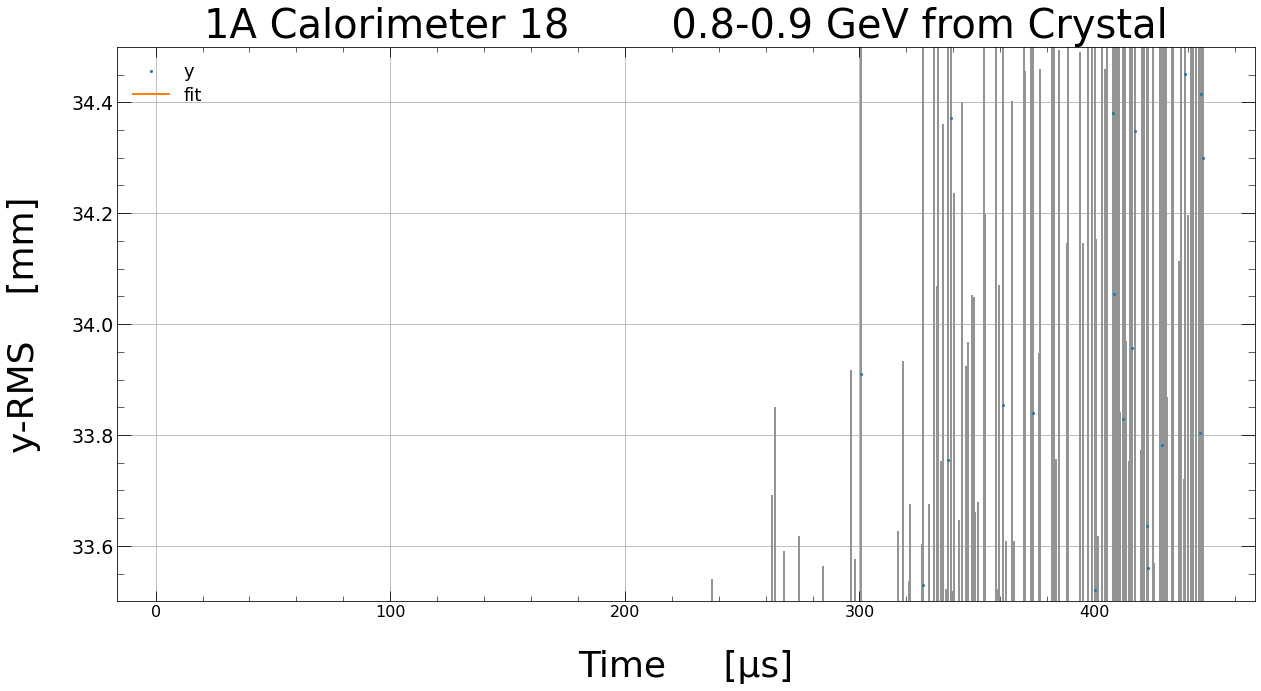 1A Calorimeter 18 0.8-0.9 GeV from Crystal
y
fit
34.4
34.2
34.0
33.8
33.6
y-RMS [mm]
0 100 200 300 400
Time [μs]